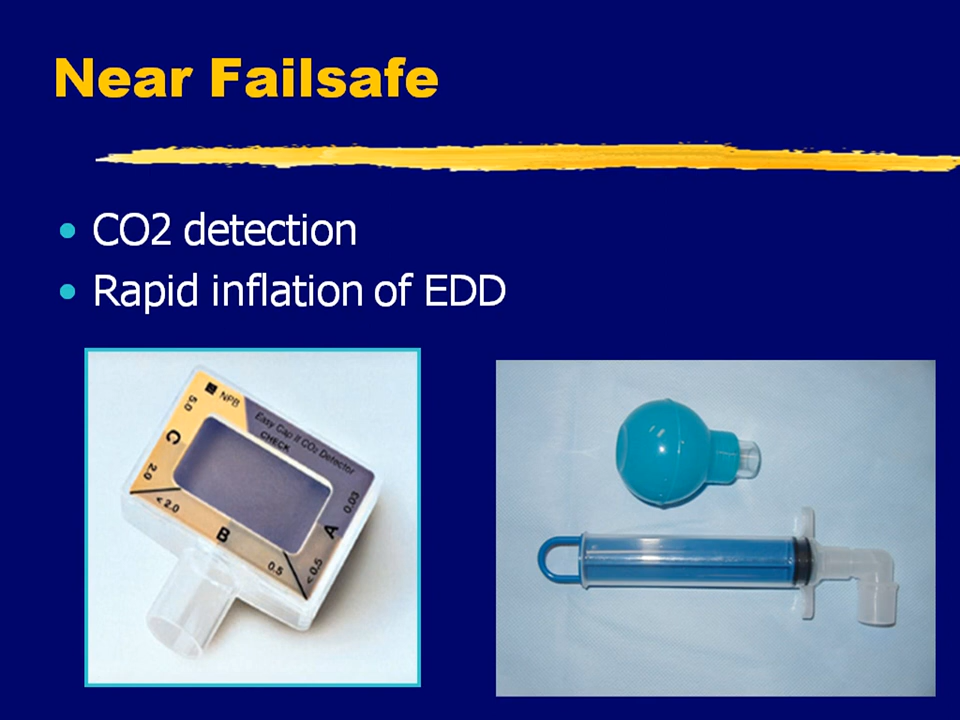 Near Failsafe
• CO2 detection
• Rapid inflation of EDD
NPB
Easy Cap II CO₂ Detector
CHECK
5.0
C
2.0
< 2.0
B
0.5
< 0.5
A
0.03